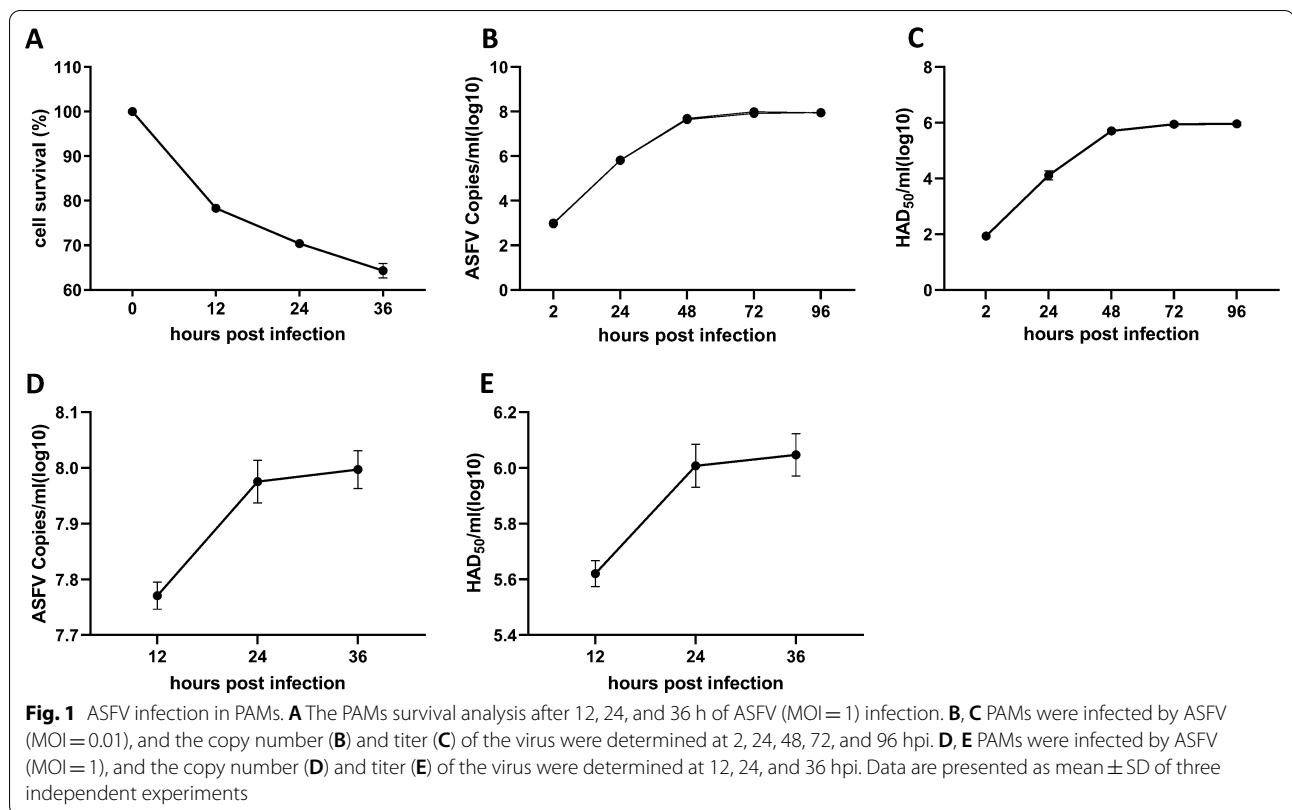 A
110
100
90
80
70
60
cell survival (%)
0 12 24 36
hours post infection
B
10
8
6
4
2
0
ASFV Copies/ml(log10)
2 24 48 72 96
hours post infection
C
8
6
4
2
0
HAD50/ml(log10)
2 24 48 72 96
hours post infection
D
8.1
8.0
7.9
7.8
7.7
ASFV Copies/ml(log10)
12 24 36
hours post infection
E
6.2
6.0
5.8
5.6
5.4
HAD50/ml(log10)
12 24 36
hours post infection
Fig. 1 ASFV infection in PAMs. A The PAMs survival analysis after 12, 24, and 36 h of ASFV (MOI = 1) infection. B, C PAMs were infected by ASFV
(MOI = 0.01), and the copy number (B) and titer (C) of the virus were determined at 2, 24, 48, 72, and 96 hpi. D, E PAMs were infected by ASFV
(MOI = 1), and the copy number (D) and titer (E) of the virus were determined at 12, 24, and 36 hpi. Data are presented as mean ± SD of three
independent experiments